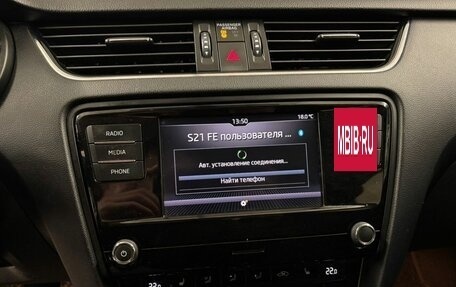 PASSENGER
AIRBAG
13:50
18.0°C
RADIO
S21 FE пользователя ...
MEDIA
Авт. установление соединения...
PHONE
Найти телефон
MBIB.RU
22.0
22.0